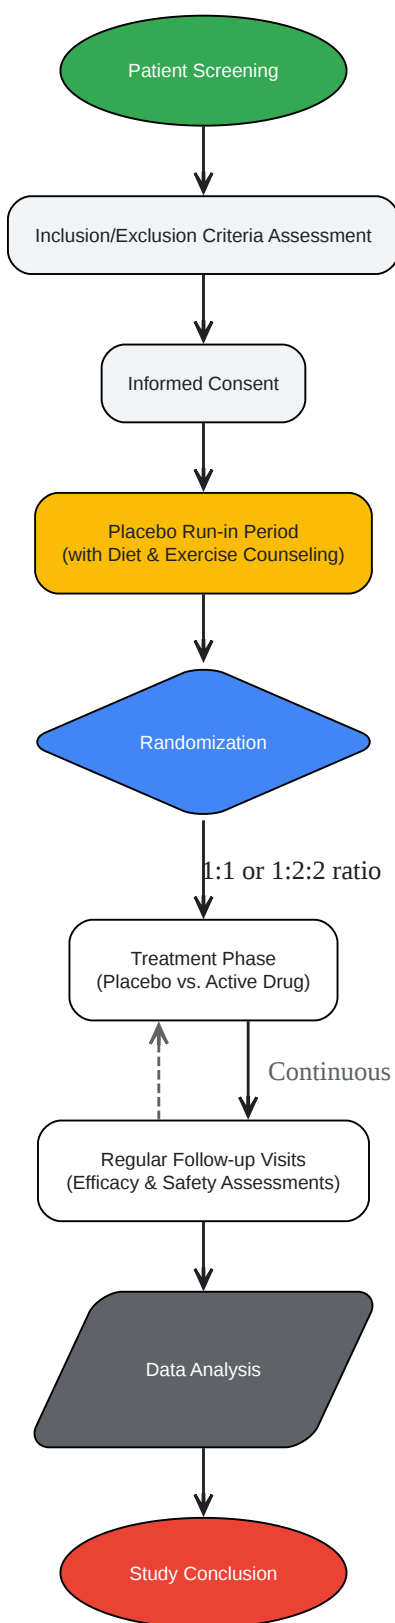 Patient Screening
Inclusion/Exclusion Criteria Assessment
Informed Consent
Placebo Run-in Period
(with Diet & Exercise Counseling)
Randomization
1:1 or 1:2:2 ratio
Treatment Phase
(Placebo vs. Active Drug)
Continuous
Regular Follow-up Visits
(Efficacy & Safety Assessments)
Data Analysis
Study Conclusion